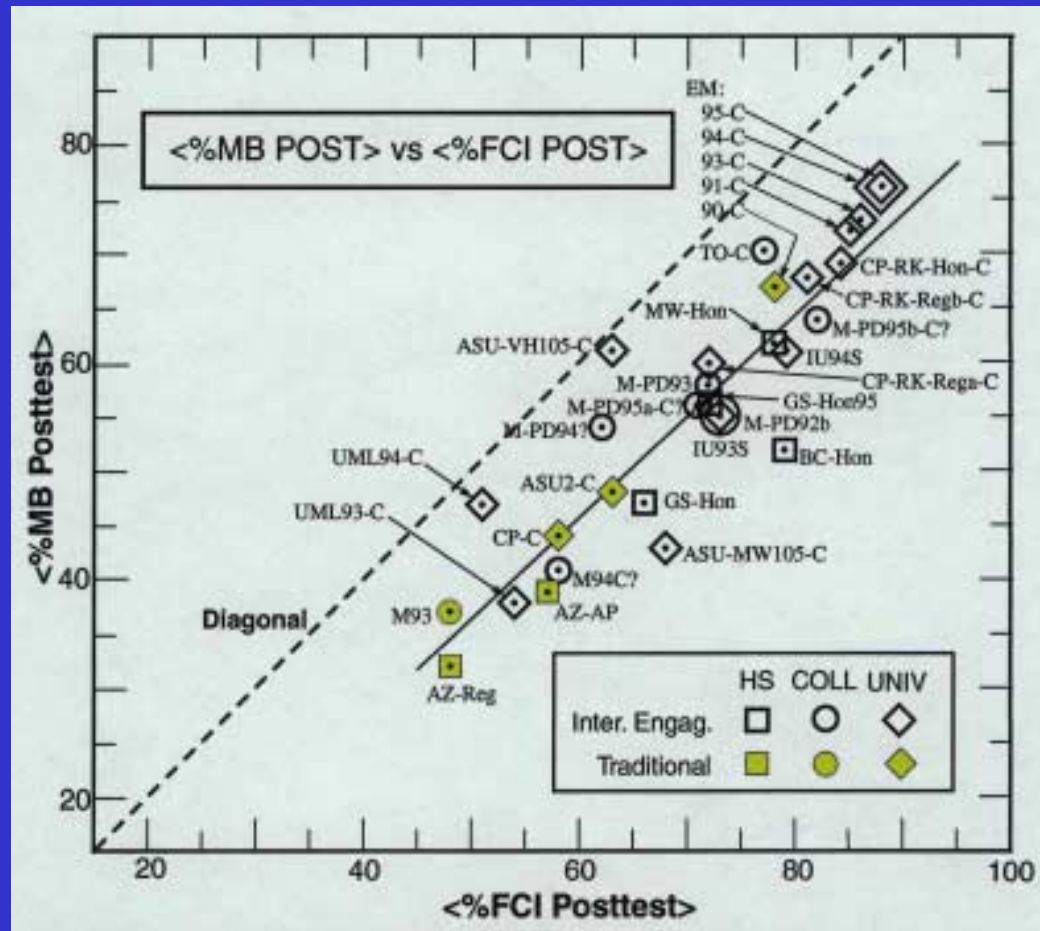 <%MB POST> vs <%FCI POST>
EM:
95-C
94-C
93-C
91-C
90-C
TO-C
CP-RK-Hon-C
CP-RK-Regb-C
MW-Hon
M-PD95b-C?
ASU-VH105-C
IU94S
M-PD93
CP-RK-Rega-C
M-PD95a-C?
GS-Hon95
M-PD94?
M-PD92b
IU93S
BC-Hon
UML94-C
ASU2-C
GS-Hon
UML93-C
CP-C
ASU-MW105-C
M94C?
Diagonal
M93
AZ-AP
AZ-Reg
HS COLL UNIV
Inter. Engag.
Traditional
<%MB Posttest>
80
60
40
20
20 40 60 80 100
<%FCI Posttest>